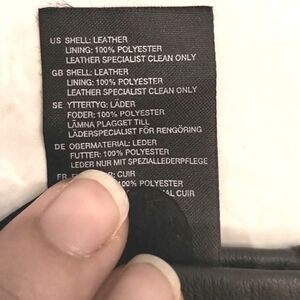 US SHELL: LEATHER
LINING: 100% POLYESTER
LEATHER SPECIALIST CLEAN ONLY
GB SHELL: LEATHER
LINING: 100% POLYESTER
LEATHER SPECIALIST CLEAN ONLY
SE YTTERTYG: LÄDER
FODER: 100% POLYESTER
LÄMNA PLAGGET TILL
LÄDERSPECIALIST FÖR RENGÖRING
DE OBERMATERIAL: LEDER
FUTTER: 100% POLYESTER
LEDER NUR MIT SPEZIALLEDERPFLEGE
FR CUIR
POLYESTER
CUIR